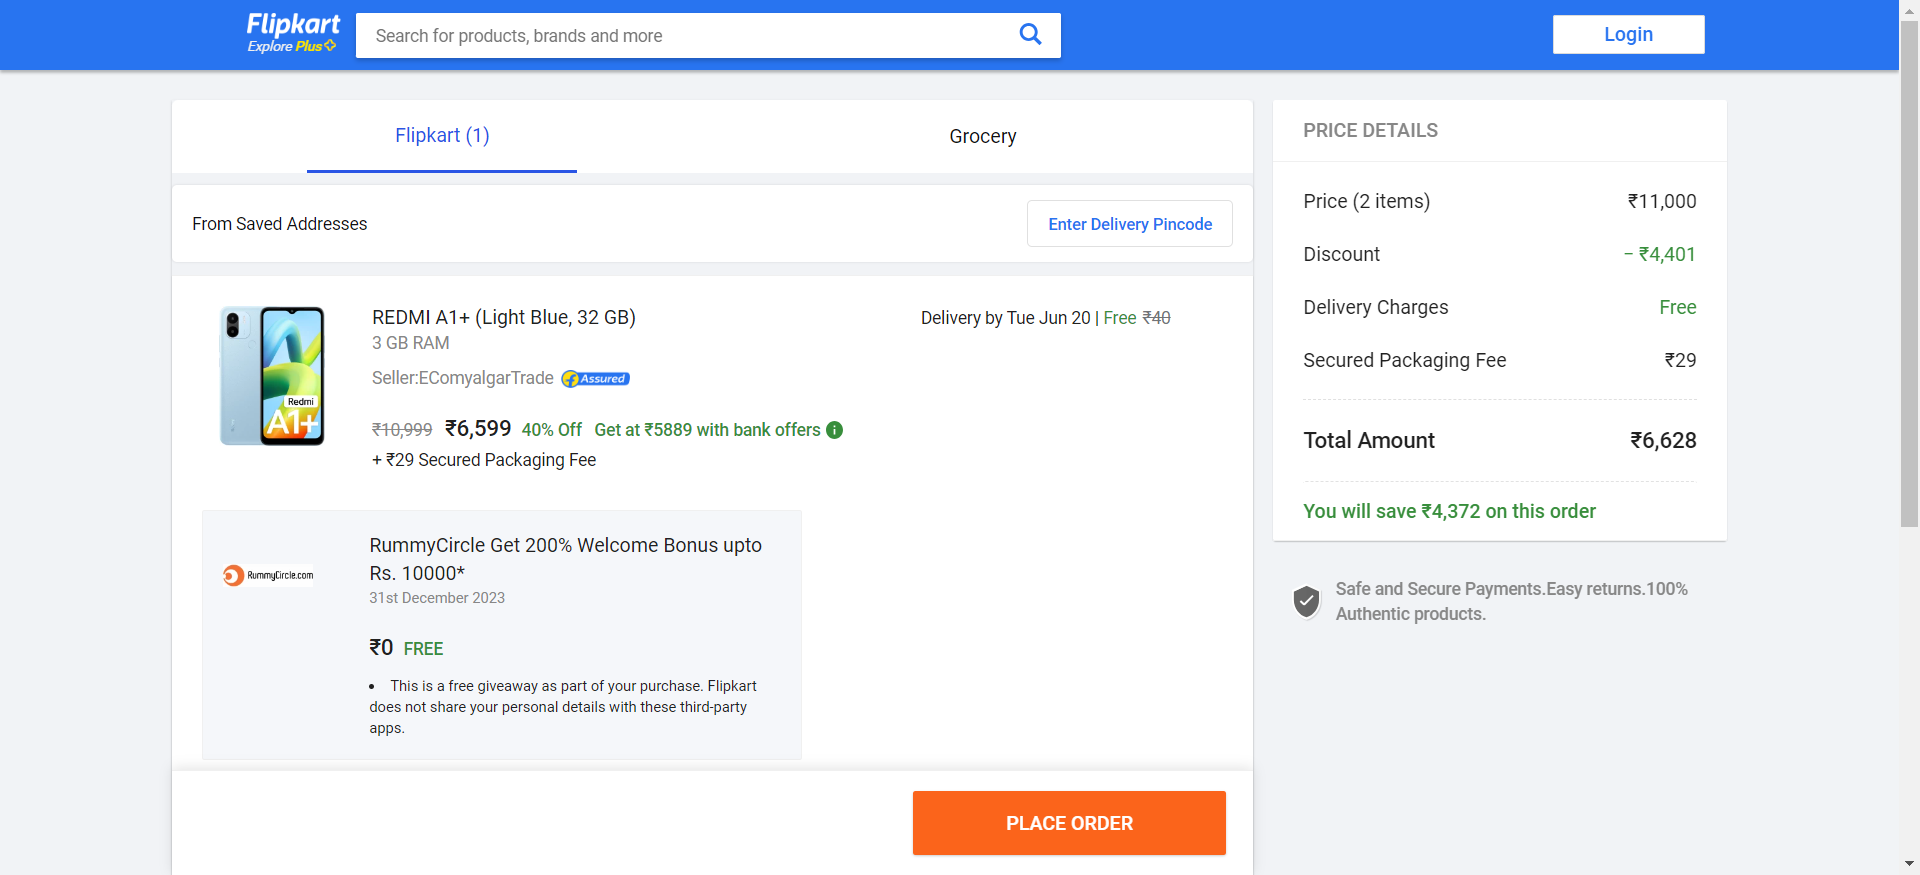 Flipkart
Explore Plus
Search for products, brands and more
Login
Flipkart (1)
Grocery
From Saved Addresses
Enter Delivery Pincode
REDMI A1+ (Light Blue, 32 GB)
3 GB RAM
Seller:EComyalgarTrade
Assured
Delivery by Tue Jun 20 | Free ₹40
Redmi
A1+
₹10,999 ₹6,599 40% Off Get at ₹5889 with bank offers
+ ₹29 Secured Packaging Fee
RummyCircle.com
RummyCircle Get 200% Welcome Bonus upto
Rs. 10000*
31st December 2023
₹0 FREE
• This is a free giveaway as part of your purchase. Flipkart
does not share your personal details with these third-party
apps.
PLACE ORDER
PRICE DETAILS
Price (2 items) ₹11,000
Discount − ₹4,401
Delivery Charges Free
Secured Packaging Fee ₹29
Total Amount ₹6,628
You will save ₹4,372 on this order
Safe and Secure Payments.Easy returns.100%
Authentic products.